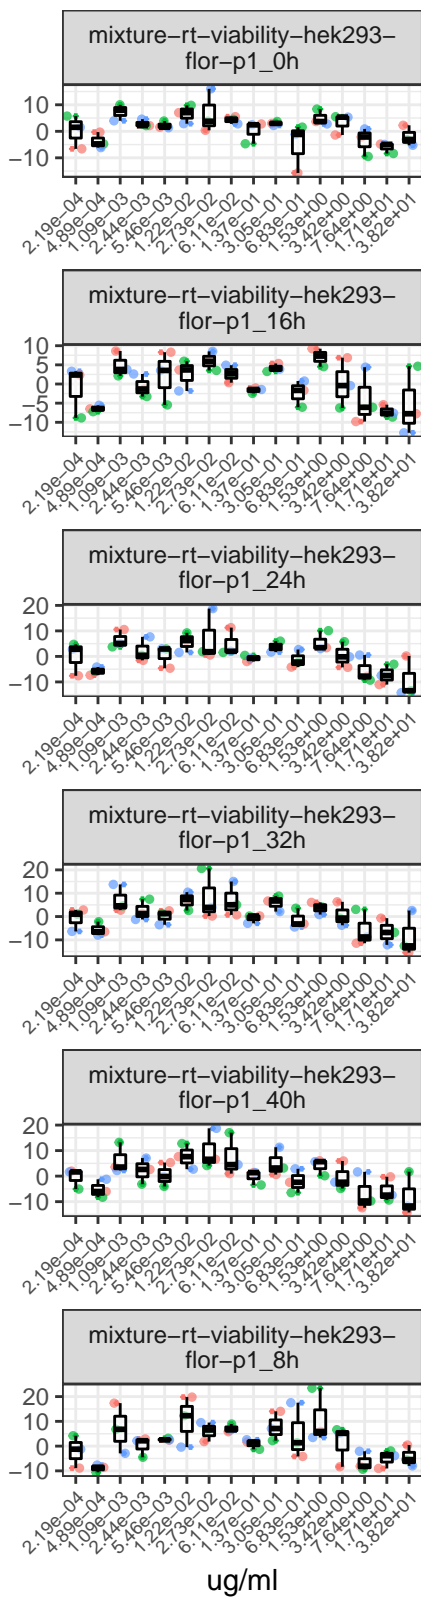 mixture−rt−viability−hek293−
flor−p1_0h
10
0
−10
2.19e−04
4.89e−04
1.09e−03
2.44e−03
5.46e−03
1.22e−02
2.73e−02
6.11e−02
1.37e−01
3.05e−01
6.83e−01
1.53e+00
3.42e+00
7.64e+00
1.71e+01
3.82e+01
mixture−rt−viability−hek293−
flor−p1_16h
10
5
0
−5
−10
2.19e−04
4.89e−04
1.09e−03
2.44e−03
5.46e−03
1.22e−02
2.73e−02
6.11e−02
1.37e−01
3.05e−01
6.83e−01
1.53e+00
3.42e+00
7.64e+00
1.71e+01
3.82e+01
mixture−rt−viability−hek293−
flor−p1_24h
20
10
0
−10
2.19e−04
4.89e−04
1.09e−03
2.44e−03
5.46e−03
1.22e−02
2.73e−02
6.11e−02
1.37e−01
3.05e−01
6.83e−01
1.53e+00
3.42e+00
7.64e+00
1.71e+01
3.82e+01
mixture−rt−viability−hek293−
flor−p1_32h
20
10
0
−10
2.19e−04
4.89e−04
1.09e−03
2.44e−03
5.46e−03
1.22e−02
2.73e−02
6.11e−02
1.37e−01
3.05e−01
6.83e−01
1.53e+00
3.42e+00
7.64e+00
1.71e+01
3.82e+01
mixture−rt−viability−hek293−
flor−p1_40h
20
10
0
−10
2.19e−04
4.89e−04
1.09e−03
2.44e−03
5.46e−03
1.22e−02
2.73e−02
6.11e−02
1.37e−01
3.05e−01
6.83e−01
1.53e+00
3.42e+00
7.64e+00
1.71e+01
3.82e+01
mixture−rt−viability−hek293−
flor−p1_8h
20
10
0
−10
2.19e−04
4.89e−04
1.09e−03
2.44e−03
5.46e−03
1.22e−02
2.73e−02
6.11e−02
1.37e−01
3.05e−01
6.83e−01
1.53e+00
3.42e+00
7.64e+00
1.71e+01
3.82e+01
ug/ml